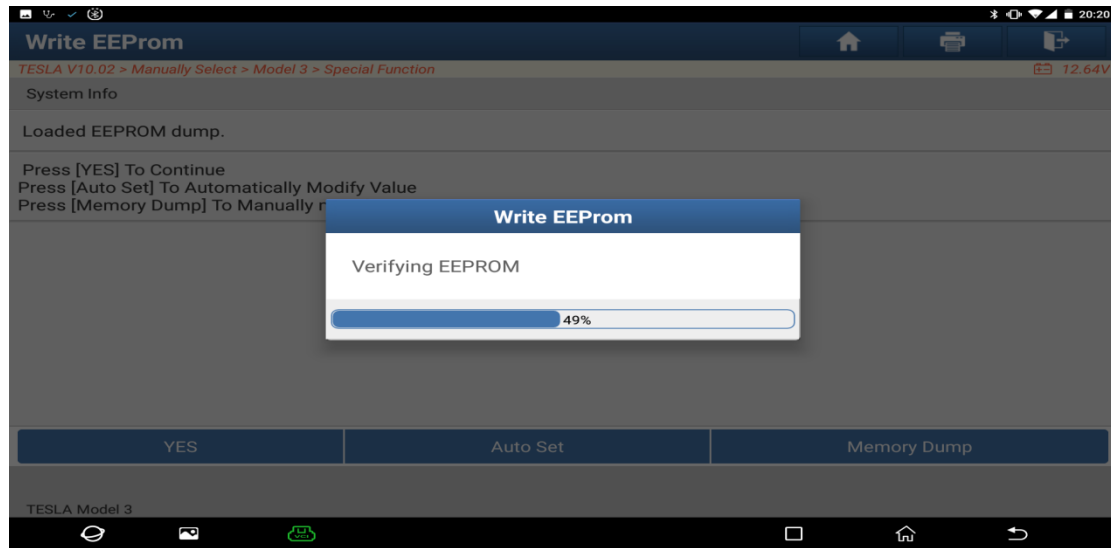 20:20
Write EEProm
TESLA V10.02 > Manually Select > Model 3 > Special Function
12.64V
System Info
Loaded EEPROM dump.
Press [YES] To Continue
Press [Auto Set] To Automatically Modify Value
Press [Memory Dump] To Manually
Write EEProm
Verifying EEPROM
49%
YES
Auto Set
Memory Dump
TESLA Model 3
VCI